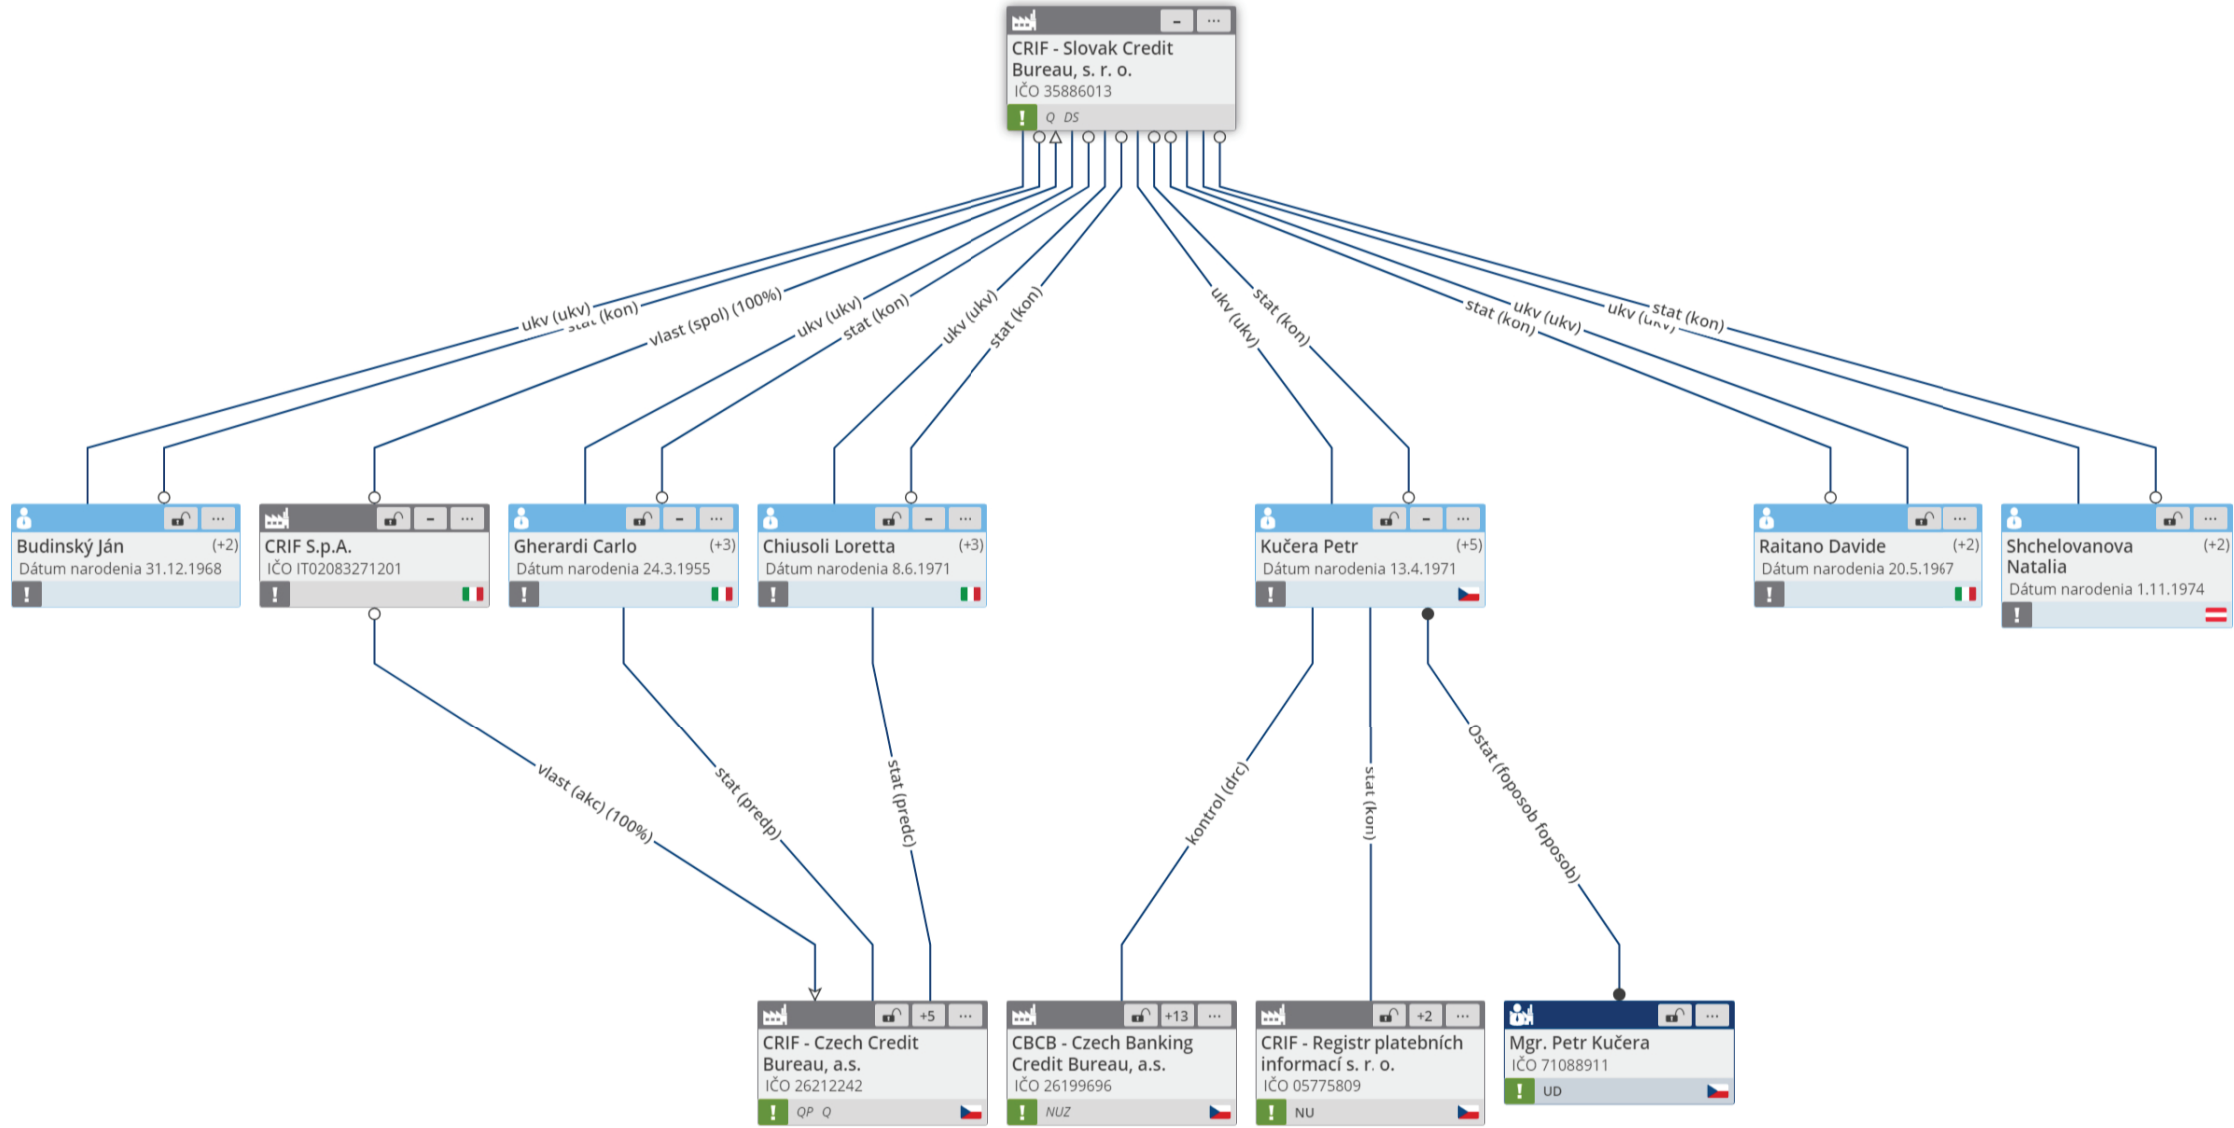 CRIF - Slovak Credit
Bureau, s. r. o.
IČO 35886013
! Q DS
ukv (ukv)
stat (kon)
vlast (spol) (100%)
ukv (ukv)
stat (kon)
ukv (ukv)
stat (kon)
ukv (ukv)
stat (kon)
stat (kon)
ukv (ukv)
ukv (ukv)
stat (kon)
Budinský Ján (+2)
Dátum narodenia 31.12.1968
!
CRIF S.p.A.
IČO IT02083271201
!
Gherardi Carlo (+3)
Dátum narodenia 24.3.1955
!
Chiusoli Loretta (+3)
Dátum narodenia 8.6.1971
!
Kučera Petr (+5)
Dátum narodenia 13.4.1971
!
Raitano Davide (+2)
Dátum narodenia 20.5.1967
!
Shchelovanova (+2)
Natalia
Dátum narodenia 1.11.1974
!
vlast (akc) (100%)
stat (predp)
stat (predc)
kontrol (drc)
stat (kon)
Ostat (foposob foposob)
+5
CRIF - Czech Credit
Bureau, a.s.
IČO 26212242
! QP Q
+13
CBCB - Czech Banking
Credit Bureau, a.s.
IČO 26199696
! NUZ
+2
CRIF - Registr platebních
informací s. r. o.
IČO 05775809
! NU
Mgr. Petr Kučera
IČO 71088911
! UD